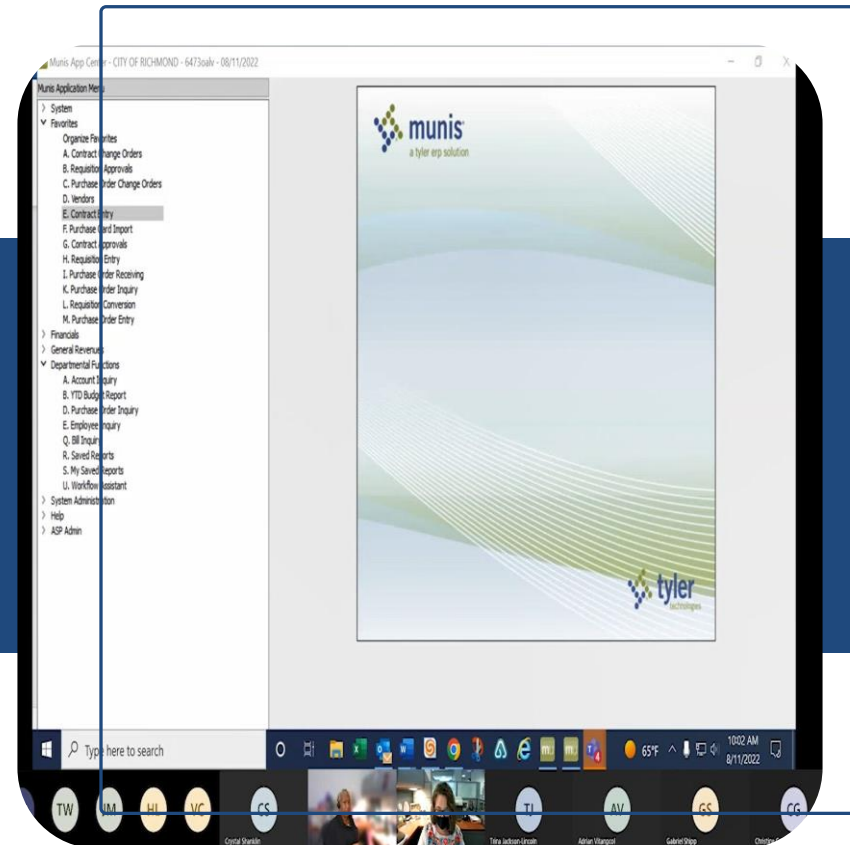 Munis App Center - CITY OF RICHMOND - 6473oalv - 08/11/2022
Munis Application Menu
System
Favorites
Organize Favorites
A. Contract Change Orders
B. Requisition Approvals
C. Purchase Order Change Orders
D. Vendors
E. Contract Entry
F. Purchase Card Import
G. Contract Approvals
H. Requisition Entry
I. Purchase Order Receiving
K. Purchase Order Inquiry
L. Requisition Conversion
M. Purchase Order Entry
Financials
General Revenues
Departmental Functions
A. Account Inquiry
B. YTD Budget Report
D. Purchase Order Inquiry
E. Employee Inquiry
Q. Bill Inquiry
R. Saved Reports
S. My Saved Reports
U. Workflow Assistant
System Administration
Help
ASP Admin
munis
a tyler erp solution
tyler
technologies
Type here to search
65°F
10:02 AM
8/11/2022
TW
HL
VC
CS
TJ
AV
GS
CG
Crystal Shanklin
Trina Jackson-Lincoln
Adrian Vitangcol
Gabriel Shipp